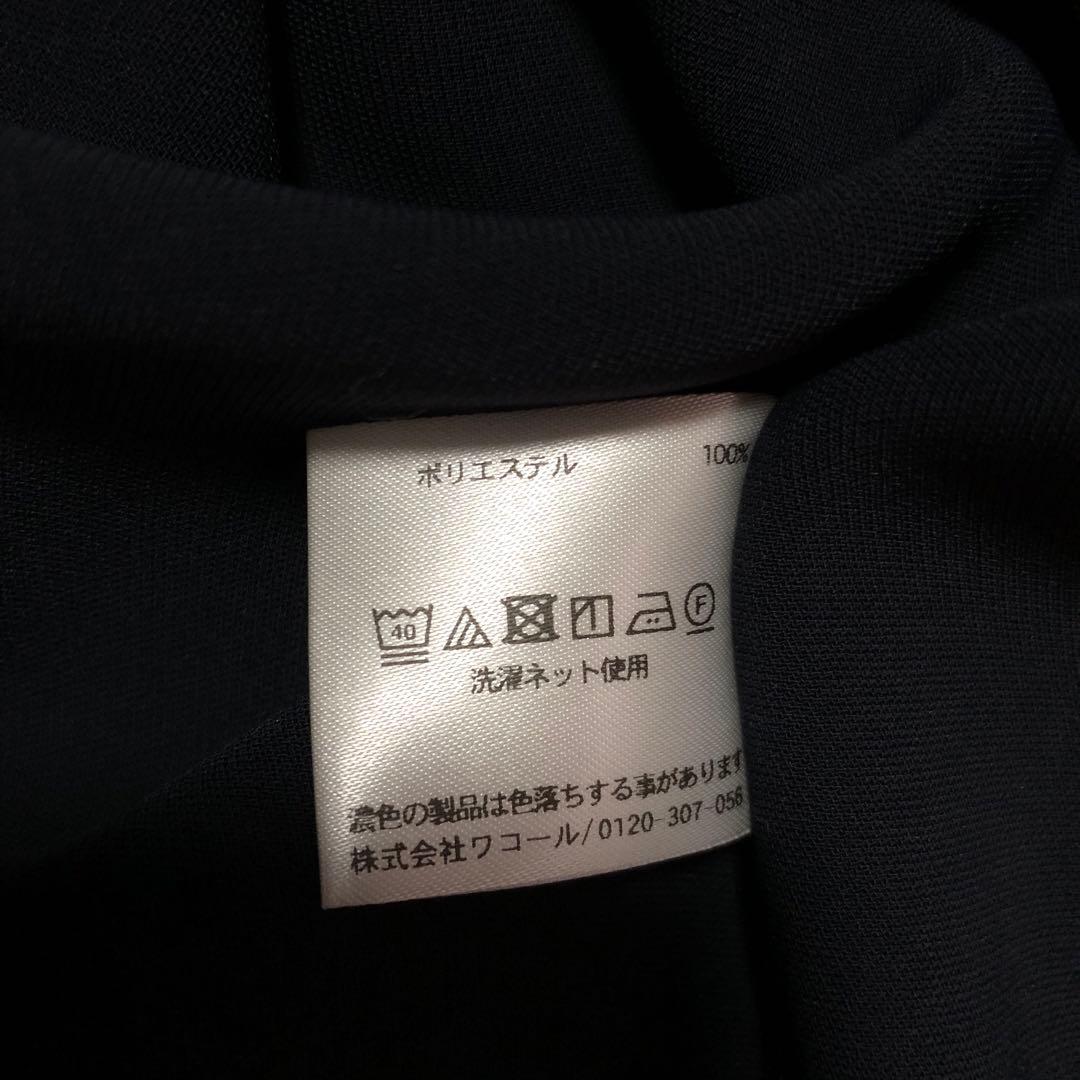 ポリエステル 100%
40 F
洗濯ネット使用
濃色の製品は色落ちする事があります
株式会社ワコール/0120-307-056